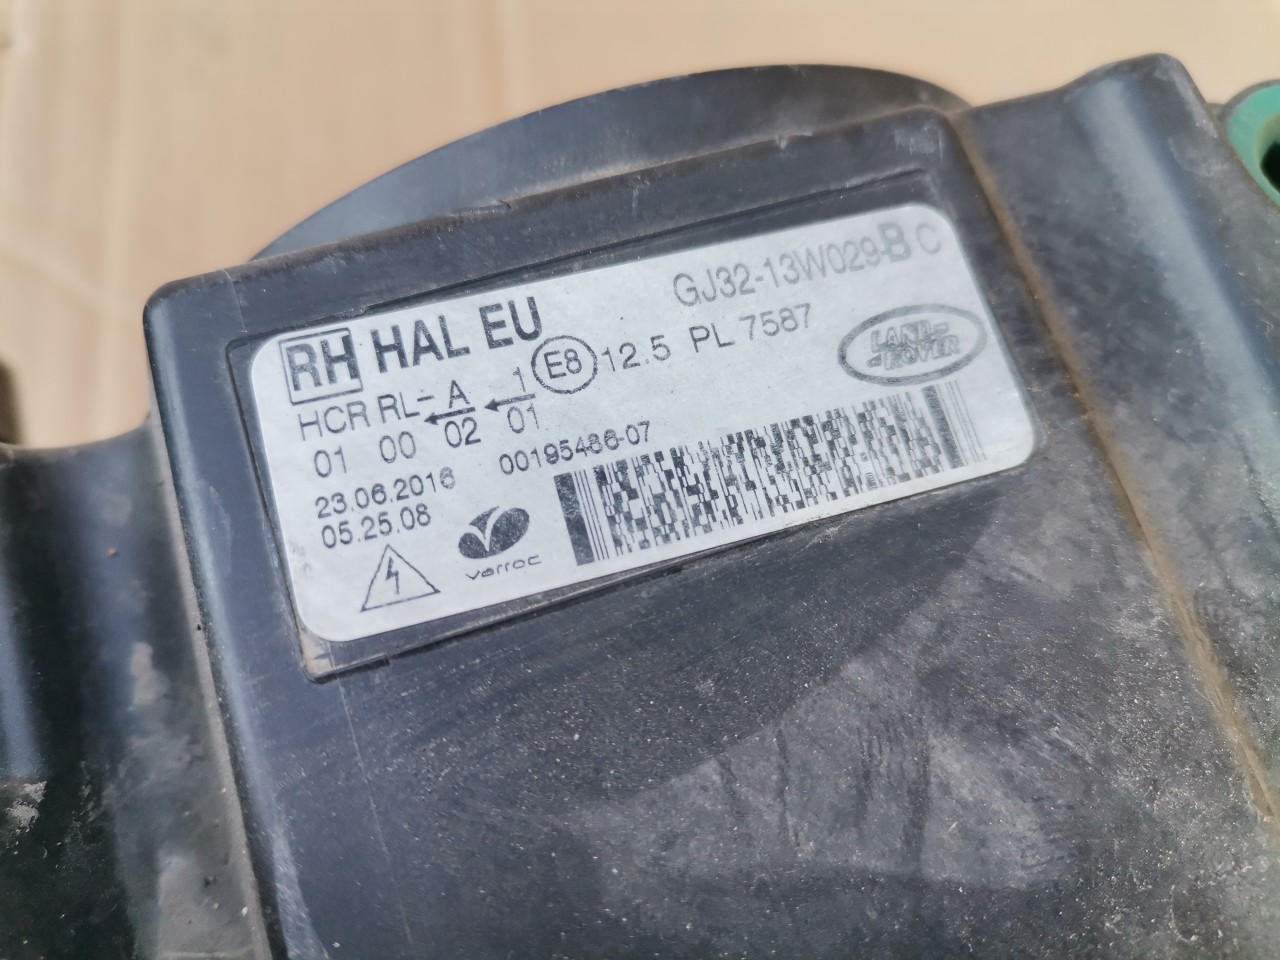 GJ32-13W029-B C
RH HAL EU
E8 12.5 PL 7587
HCR RL- A 1
01 00 02 01
LAND-
-ROVER
23.06.2016 00195486-07
05.25.08
varroc